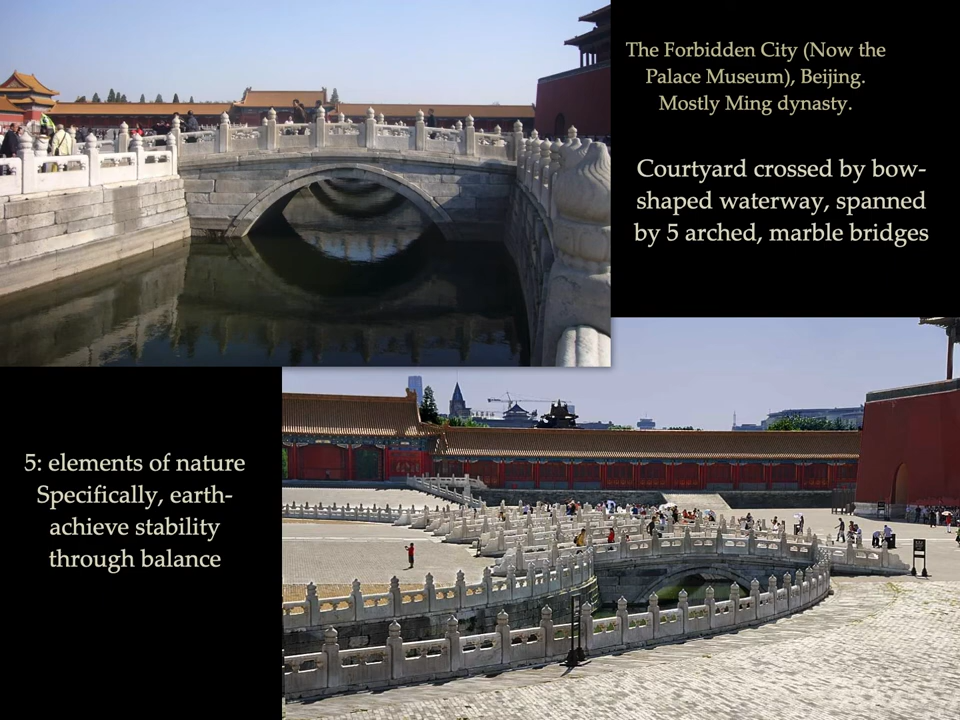 The Forbidden City (Now the
Palace Museum), Beijing.
Mostly Ming dynasty.
Courtyard crossed by bow-
shaped waterway, spanned
by 5 arched, marble bridges
5: elements of nature
Specifically, earth-
achieve stability
through balance